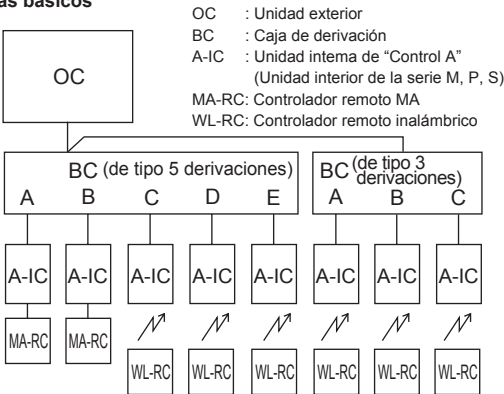 as básicos
OC : Unidad exterior
BC : Caja de derivación
A-IC : Unidad intema de “Control A”
(Unidad interior de la serie M, P, S)
MA-RC: Controlador remoto MA
WL-RC: Controlador remoto inalámbrico
OC
BC (de tipo 5 derivaciones)
A B C D E
BC (de tipo 3 derivaciones)
A B C
A-IC A-IC A-IC A-IC A-IC A-IC A-IC A-IC
MA-RC MA-RC
WL-RC WL-RC WL-RC WL-RC WL-RC WL-RC